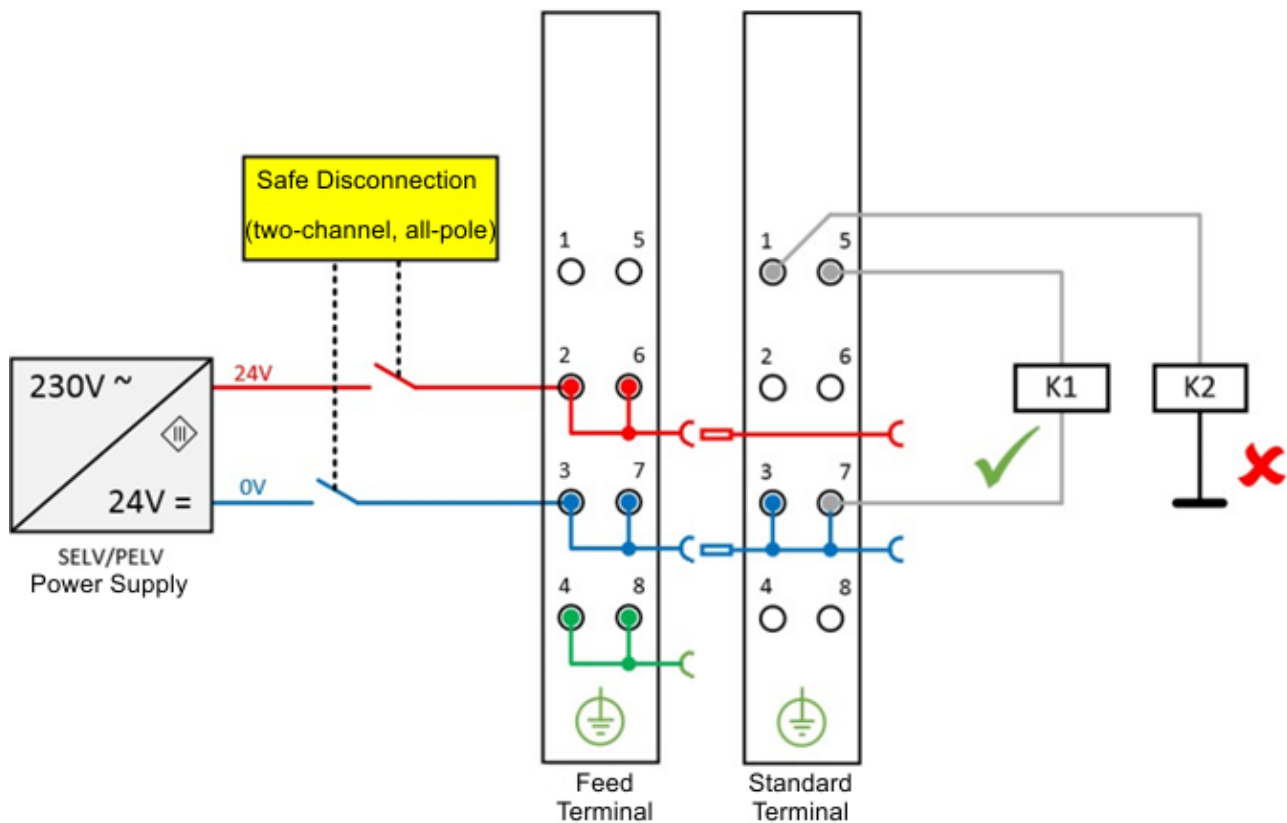 Safe Disconnection
(two-channel, all-pole)
230V ~
III
24V =
SELV/PELV
Power Supply
24V
0V
1 5
2 6
3 7
4 8
Feed
Terminal
1 5
2 6
3 7
4 8
Standard
Terminal
K1
K2